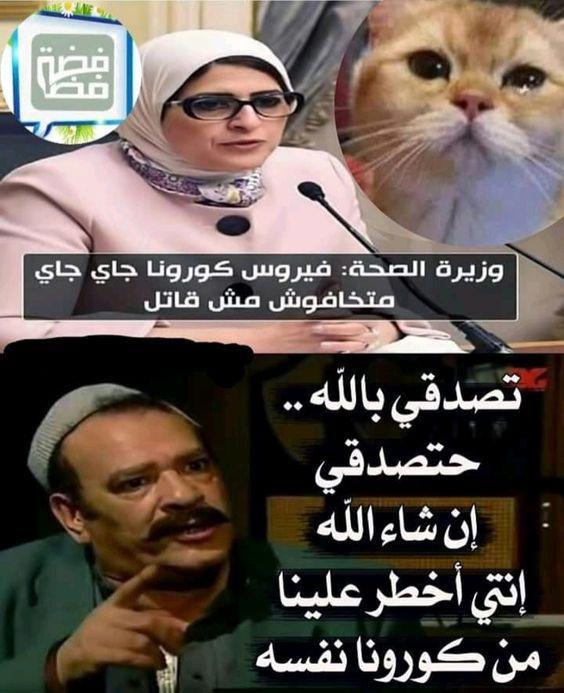 فضفضة
وزيرة الصحة: فيروس كورونا جاي جاي
متخافوش مش قاتل
تصدقي بالله ..
حتصدقي
إن شاء الله
إنتي أخطر علينا
من كورونا نفسه